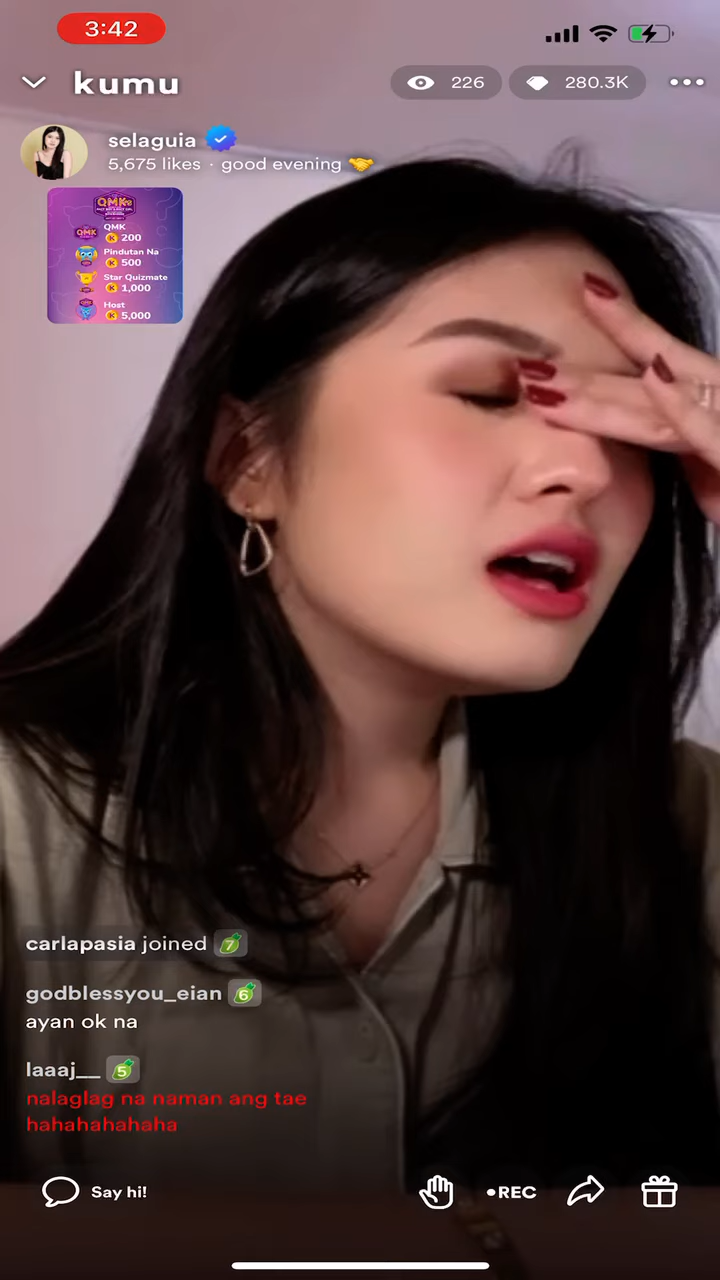 3:42
kumu
226
280.3K
selaguia
5,675 likes · good evening 🤝
QMK
QMK
QMK
200
Pindutan Na
500
Star Quizmate
1,000
Host
5,000
carlapasia joined 7
godblessyou_eian 6
ayan ok na
laaaj__ 5
nalaglag na naman ang tae
hahahahahaha
Say hi!
•REC